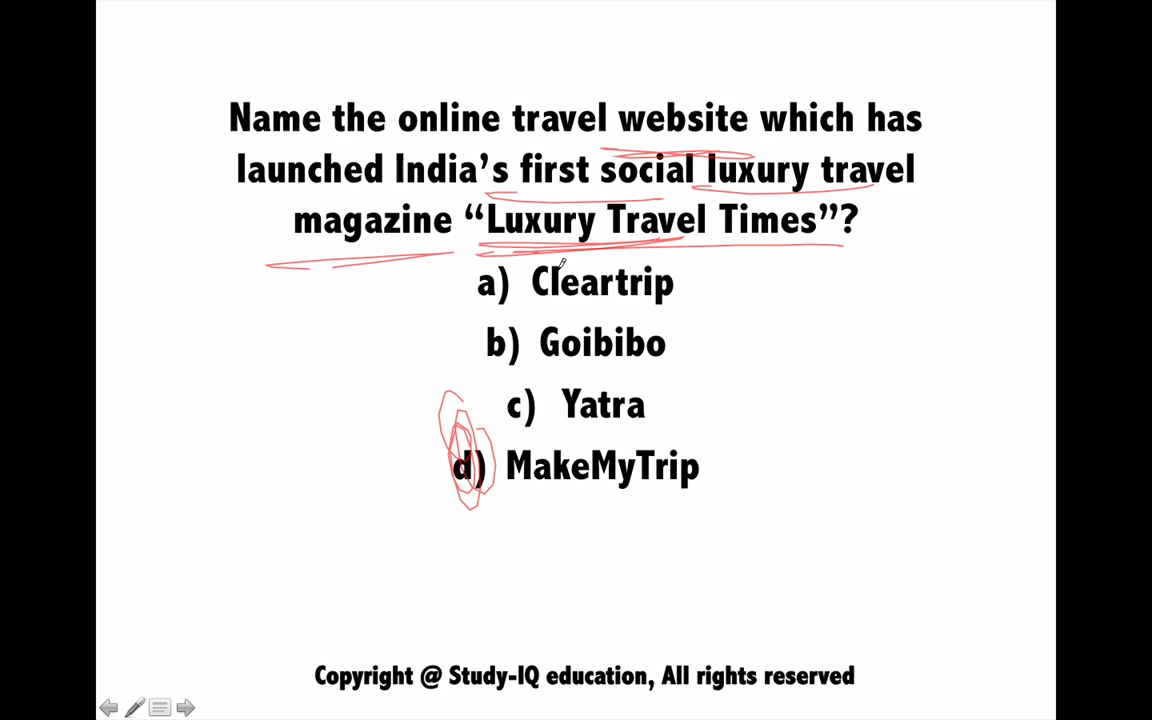 Name the online travel website which has
launched India's first social luxury travel
magazine “Luxury Travel Times”?
a) Cleartrip
b) Goibibo
c) Yatra
d) MakeMyTrip
Copyright @ Study-IQ education, All rights reserved